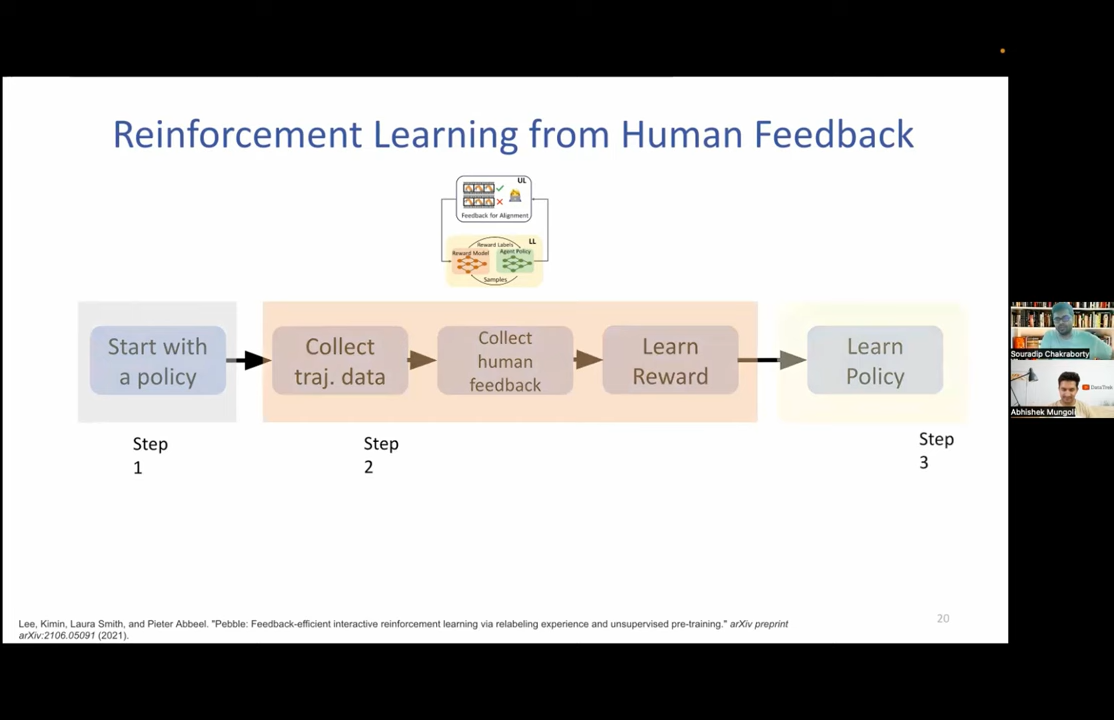 Reinforcement Learning from Human Feedback
UL
Feedback for Alignment
LL
Reward Labels
Reward Model
Agent Policy
Samples
Start with
a policy
Collect
traj. data
Collect
human
feedback
Learn
Reward
Learn
Policy
Step
1
Step
2
Step
3
Souradip Chakraborty
DataTrek
Abhishek Mungoli
Lee, Kimin, Laura Smith, and Pieter Abbeel. "Pebble: Feedback-efficient interactive reinforcement learning via relabeling experience and unsupervised pre-training." arXiv preprint
arXiv:2106.05091 (2021).
20